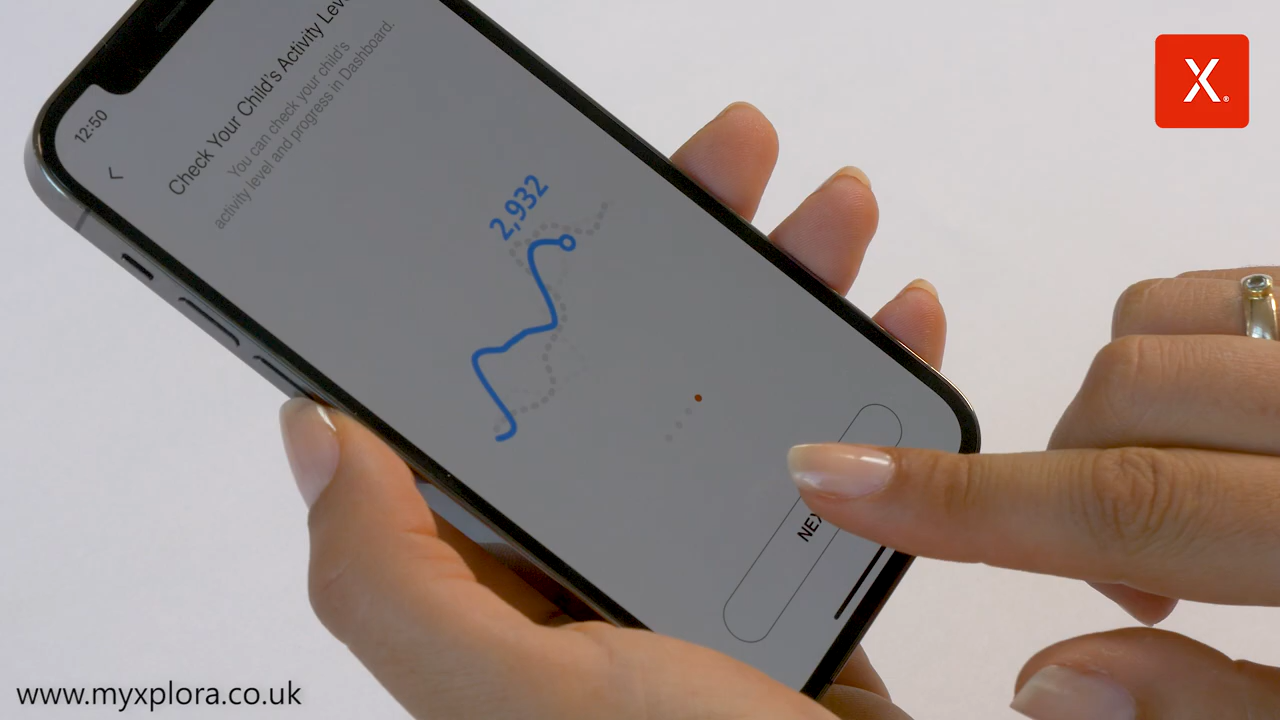 12:50
Check Your Child's Activity Leve
You can check your child's
activity level and progress in Dashboard.
2,932
NEX
X®
www.myxplora.co.uk